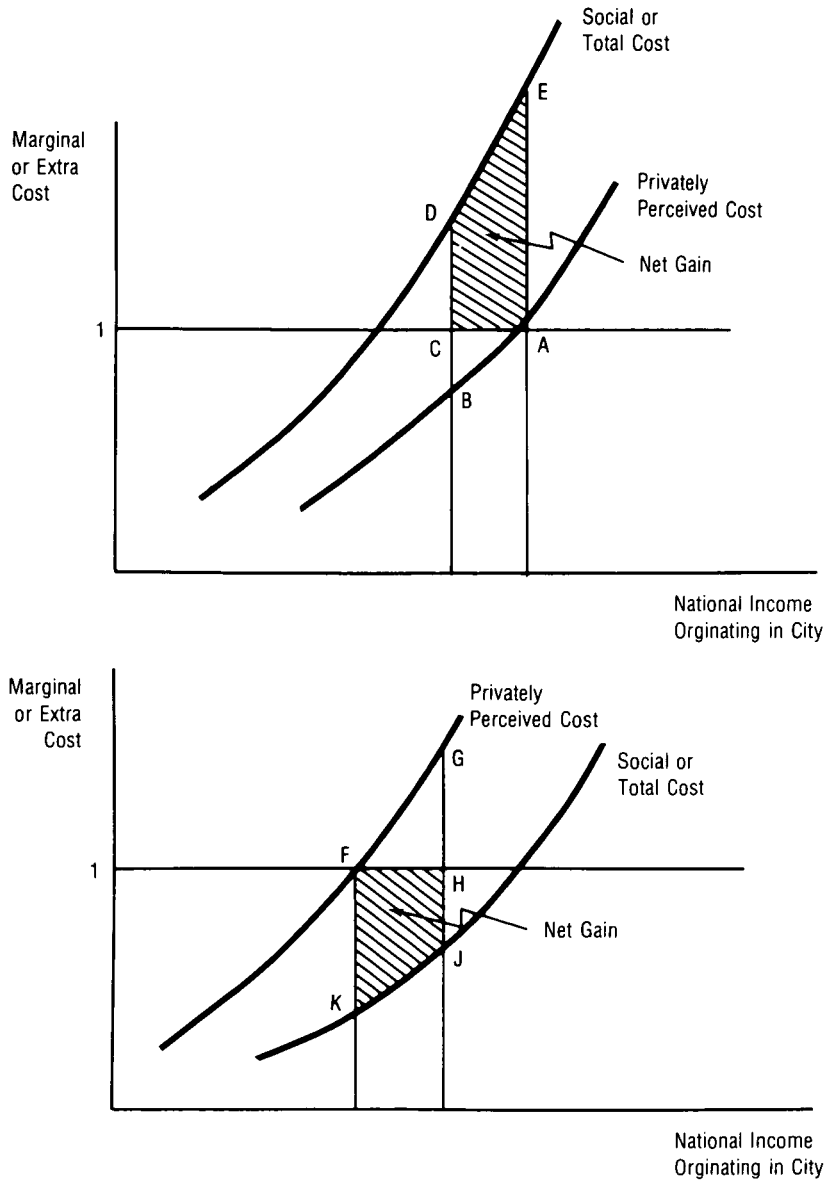 Social or
Total Cost
E
Marginal
or Extra
Cost
Privately
Perceived Cost
D
Net Gain
1
C
A
B
National Income
Orginating in City
Marginal
or Extra
Cost
Privately
Perceived Cost
G
Social or
Total Cost
F
1
H
Net Gain
J
K
National Income
Orginating in City